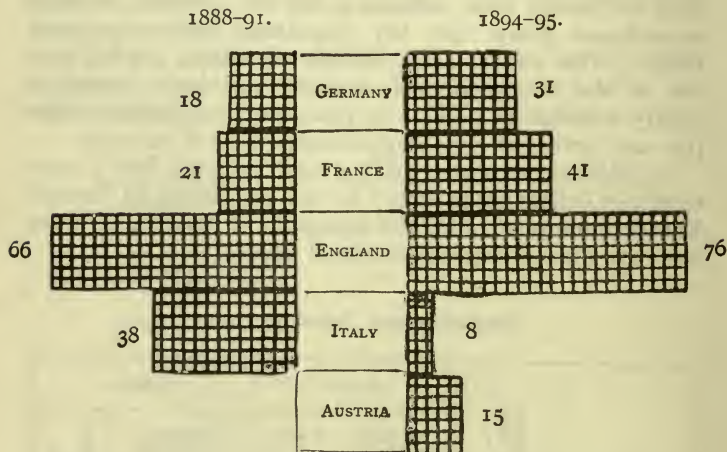 1888–91. 1894–95.
18 GERMANY 31
21 FRANCE 41
66 ENGLAND 76
38 ITALY 8
AUSTRIA 15